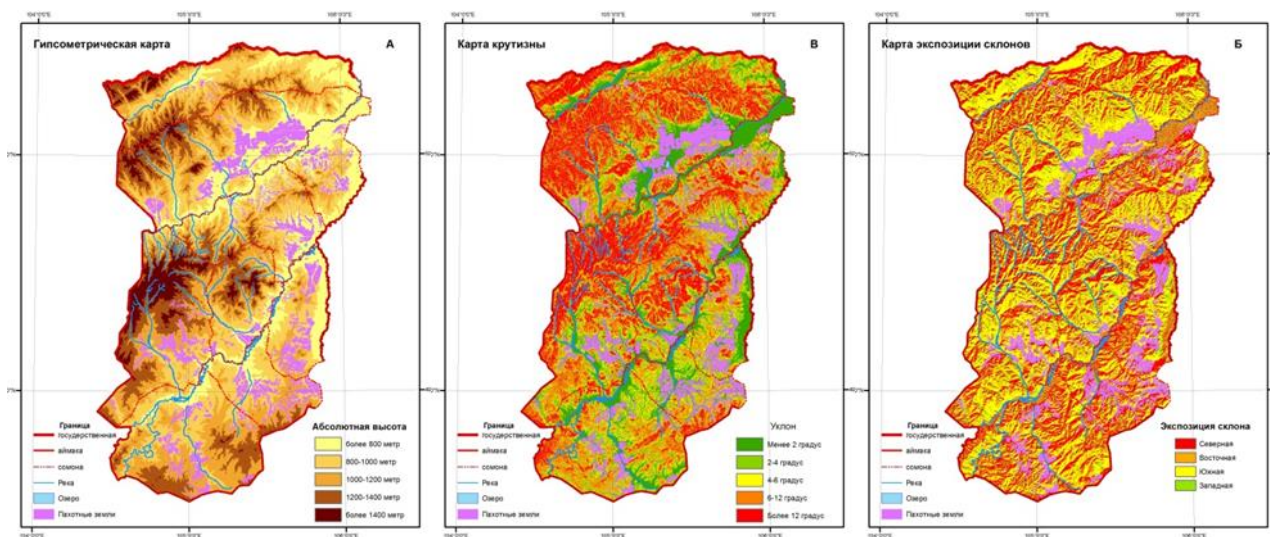 Гипсометрическая карта
А
Граница
государственная
аймака
сомона
Река
Озеро
Пахотные земли
Абсолютная высота
более 800 метр
800-1000 метр
1000-1200 метр
1200-1400 метр
более 1400 метр
Карта крутизны
В
Граница
государственная
аймака
сомона
Река
Озеро
Пахотные земли
Уклон
Менее 2 градус
2-4 градус
4-6 градус
6-12 градус
Более 12 градус
Карта экспозиции склонов
Б
Граница
государственная
аймака
сомона
Река
Озеро
Пахотные земли
Экспозиция склона
Северная
Восточная
Южная
Западная